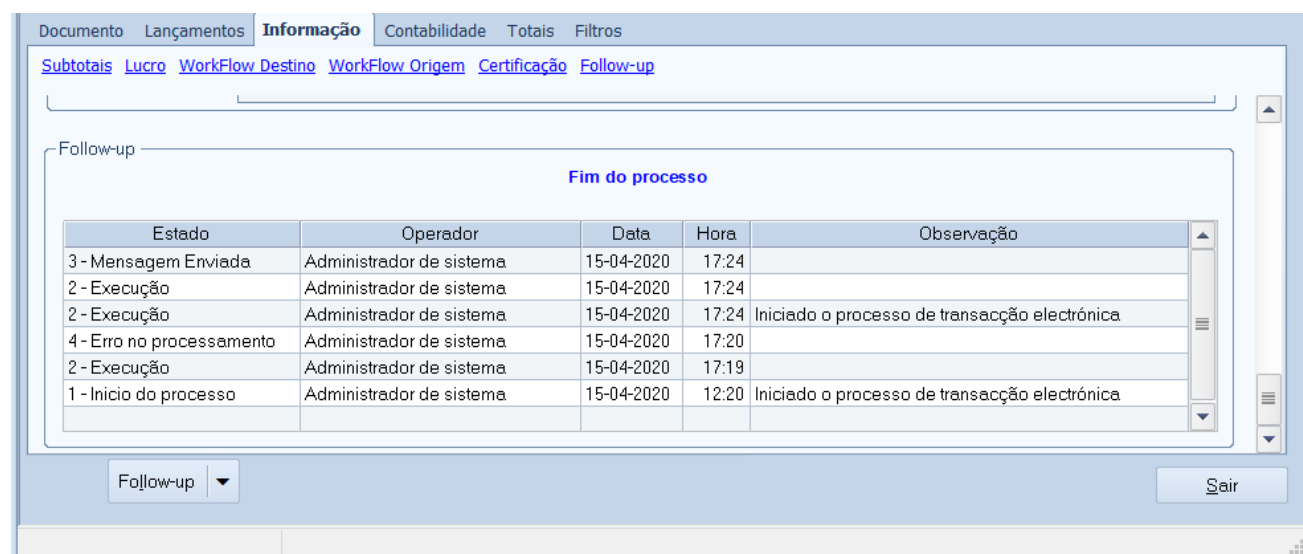 Documento Lançamentos Informação Contabilidade Totais Filtros
Subtotais Lucro WorkFlow Destino WorkFlow Origem Certificação Follow-up
Follow-up
Fim do processo
Estado Operador Data Hora Observação
3 - Mensagem Enviada Administrador de sistema 15-04-2020 17:24
2 - Execução Administrador de sistema 15-04-2020 17:24
2 - Execução Administrador de sistema 15-04-2020 17:24 Iniciado o processo de transacção electrónica
4 - Erro no processamento Administrador de sistema 15-04-2020 17:20
2 - Execução Administrador de sistema 15-04-2020 17:19
1 - Inicio do processo Administrador de sistema 15-04-2020 12:20 Iniciado o processo de transacção electrónica
Follow-up Sair